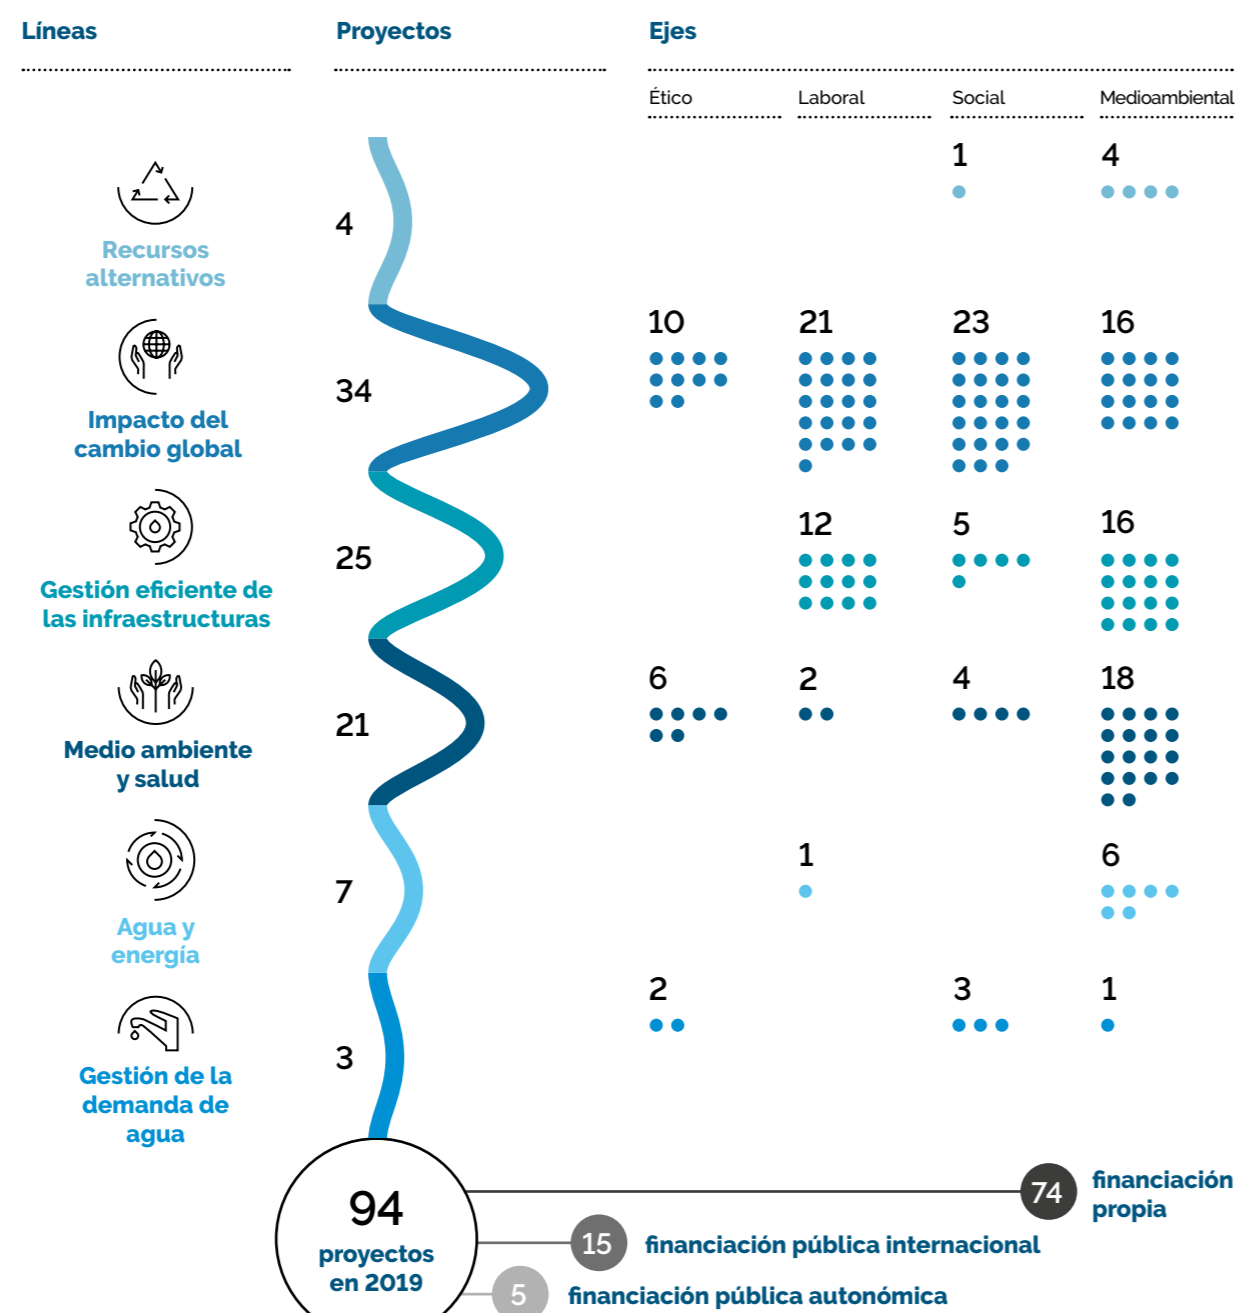 Líneas
Proyectos
Ejes
Ético
Laboral
Social
Medioambiental
Recursos
alternativos
4
1
4
Impacto del
cambio global
34
10
21
23
16
Gestión eficiente de
las infraestructuras
25
12
5
16
Medio ambiente
y salud
21
6
2
4
18
Agua y
energía
7
1
6
Gestión de la
demanda de
agua
3
2
3
1
94
proyectos
en 2019
74
financiación
propia
15
financiación pública internacional
5
financiación pública autonómica